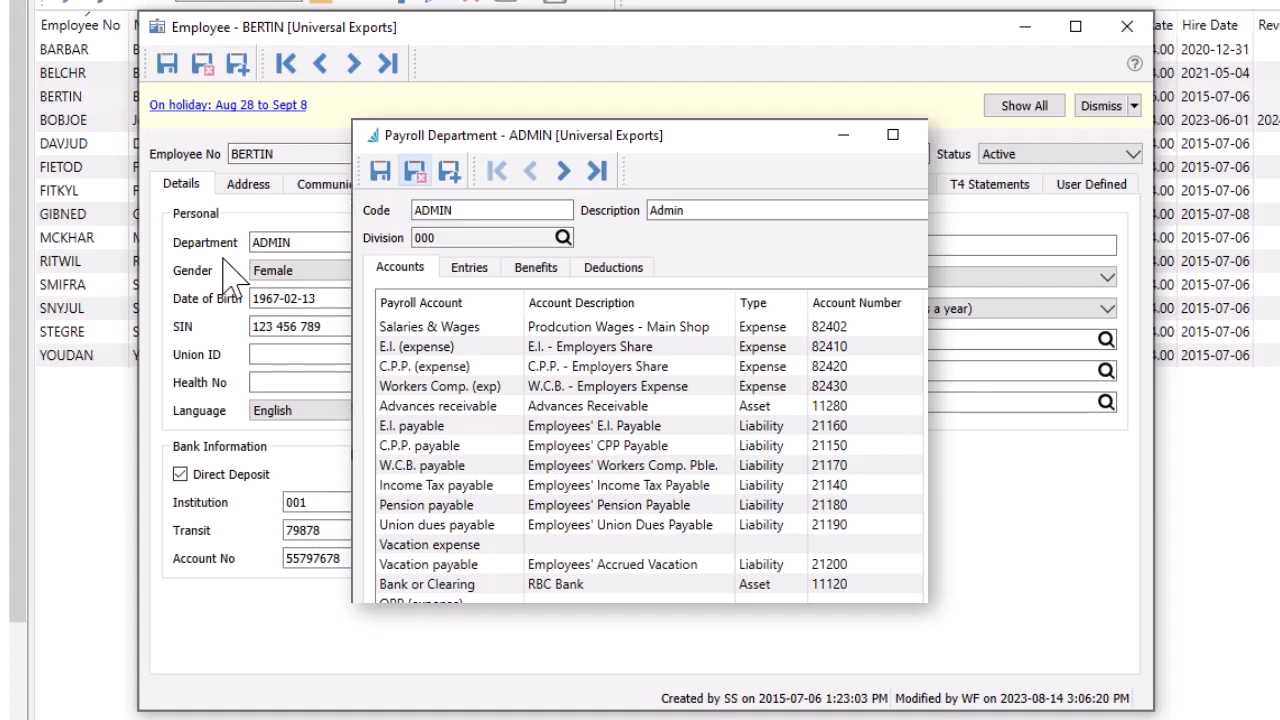 Employee No
Hire Date
BARBAR
2020-12-31
BELCHR
2021-05-04
BERTIN
2015-07-06
BOBJOE
2023-06-01
DAVJUD
2015-07-06
FIETOD
2015-07-06
FITKYL
2015-07-06
GIBNED
2015-07-08
MCKHAR
2015-07-06
RITWIL
2015-07-06
SMIFRA
2015-07-06
SNYJUL
2015-07-06
STEGRE
2015-07-06
YOUDAN
2015-07-06
Employee - BERTIN [Universal Exports]
On holiday: Aug 28 to Sept 8
Show All
Dismiss
Employee No BERTIN
Status Active
Details Address
T4 Statements User Defined
Personal
Department ADMIN
Gender Female
Date of Birth 1967-02-13
SIN 123 456 789
Union ID
Health No
Language English
s a year)
Bank Information
Direct Deposit
Institution 001
Transit 79878
Account No 55797678
Payroll Department - ADMIN [Universal Exports]
Code ADMIN Description Admin
Division 000
Accounts Entries Benefits Deductions
Payroll Account Account Description Type Account Number
Salaries & Wages Prodcution Wages - Main Shop Expense 82402
E.I. (expense) E.I. - Employers Share Expense 82410
C.P.P. (expense) C.P.P. - Employers Share Expense 82420
Workers Comp. (exp) W.C.B. - Employers Expense Expense 82430
Advances receivable Advances Receivable Asset 11280
E.I. payable Employees' E.I. Payable Liability 21160
C.P.P. payable Employees' CPP Payable Liability 21150
W.C.B. payable Employees' Workers Comp. Pble. Liability 21170
Income Tax payable Employees' Income Tax Payable Liability 21140
Pension payable Employees' Pension Payable Liability 21180
Union dues payable Employees' Union Dues Payable Liability 21190
Vacation expense
Vacation payable Employees' Accrued Vacation Liability 21200
Bank or Clearing RBC Bank Asset 11120
Created by SS on 2015-07-06 1:23:03 PM Modified by WF on 2023-08-14 3:06:20 PM